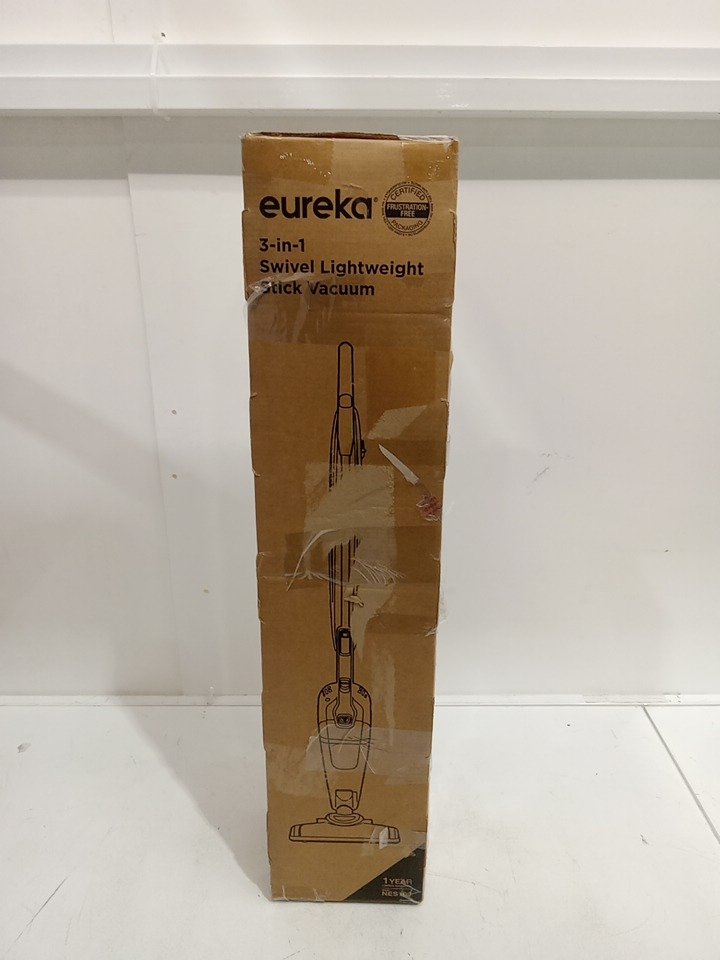 eureka®
CERTIFIED
FRUSTRATION-
FREE
PACKAGING
3-in-1
Swivel Lightweight
Stick Vacuum
1 YEAR